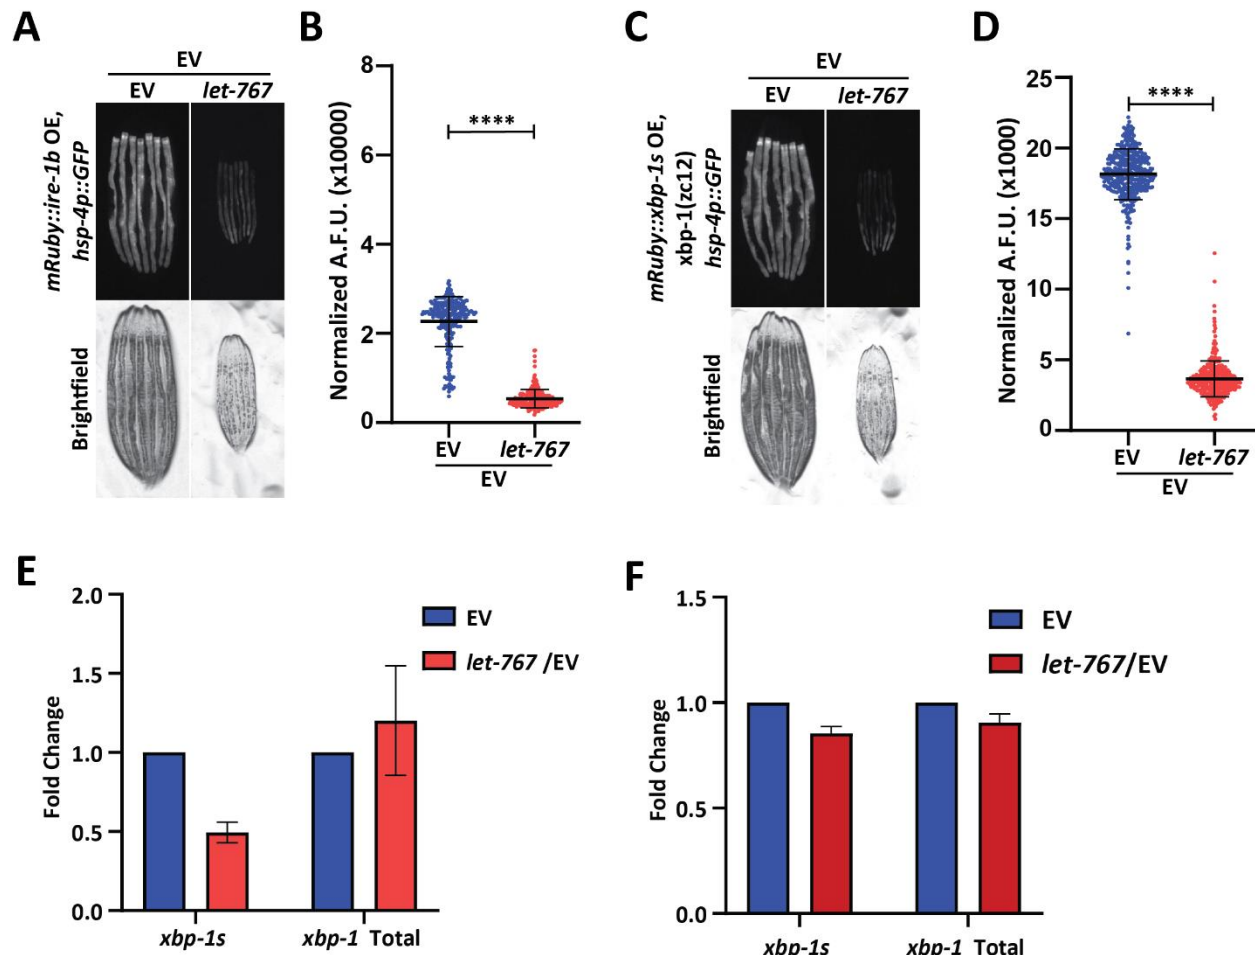 A
EV
EV let-767
mRuby::ire-1b OE,
hsp-4p::GFP
Brightfield
B
Normalized A.F.U. (x10000)
8
6
4
2
0
****
EV let-767
EV
C
EV
EV let-767
mRuby::xbp-1s OE,
xbp-1(zc12)
hsp-4p::GFP
Brightfield
D
Normalized A.F.U. (x1000)
25
20
15
10
5
0
****
EV let-767
EV
E
Fold Change
2.0
1.5
1.0
0.5
0.0
EV
let-767 /EV
xbp-1s xbp-1 Total
F
Fold Change
1.5
1.0
0.5
0.0
EV
let-767/EV
xbp-1s xbp-1 Total